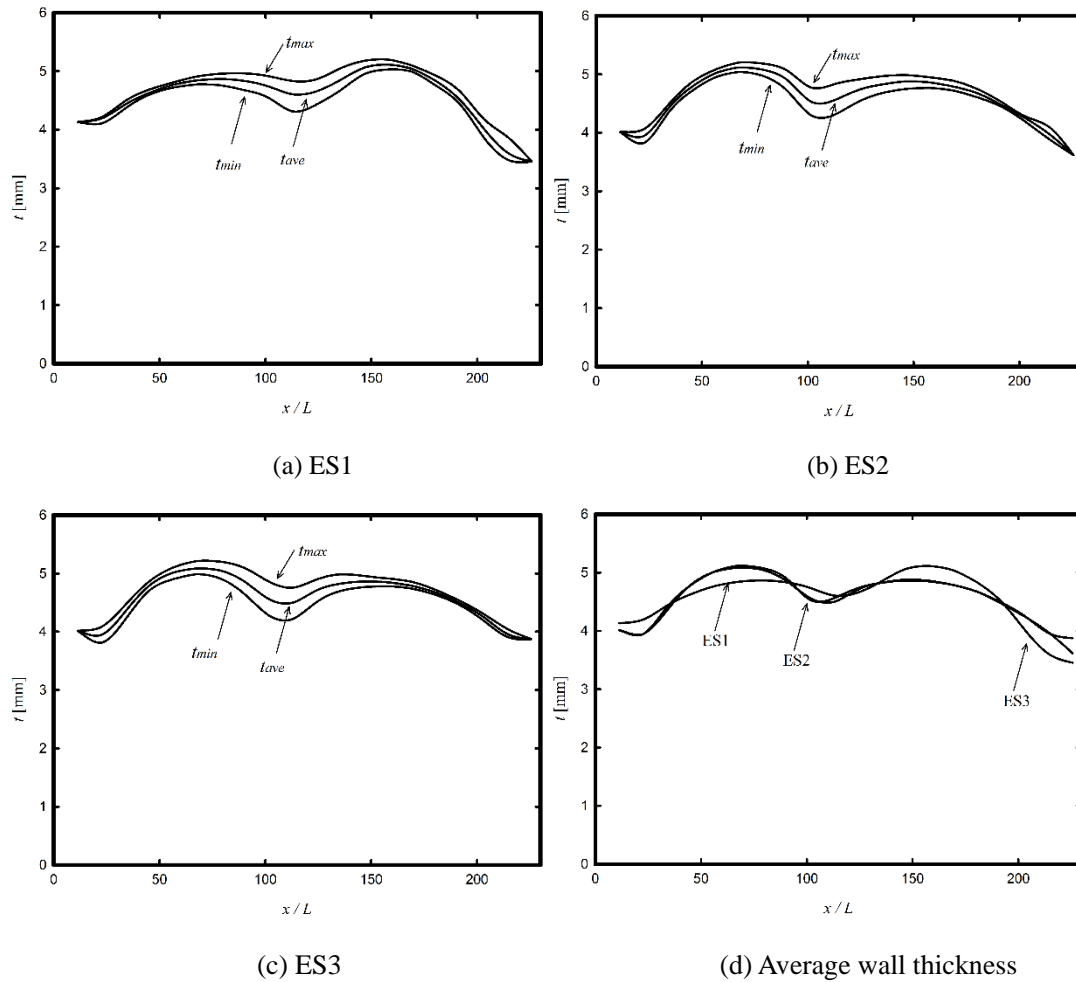 6
5
4
3
2
1
0
t [mm]
tmax
tmin
tave
0 50 100 150 200
x / L
(a) ES1
6
5
4
3
2
1
0
t [mm]
tmax
tmin
tave
0 50 100 150 200
x / L
(b) ES2
6
5
4
3
2
1
0
t [mm]
tmax
tmin
tave
0 50 100 150 200
x / L
(c) ES3
6
5
4
3
2
1
0
t [mm]
ES1
ES2
ES3
0 50 100 150 200
x / L
(d) Average wall thickness